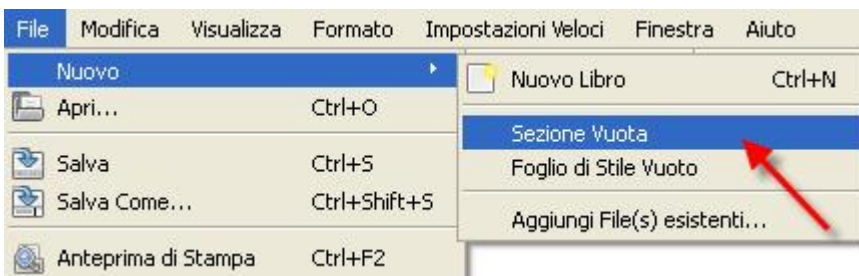 File Modifica Visualizza Formato Impostazioni Veloci Finestra Aiuto
Nuovo
Apri... Ctrl+O
Salva Ctrl+S
Salva Come... Ctrl+Shift+S
Anteprima di Stampa Ctrl+F2
Nuovo Libro Ctrl+N
Sezione Vuota
Foglio di Stile Vuoto
Aggiungi File(s) esistenti...